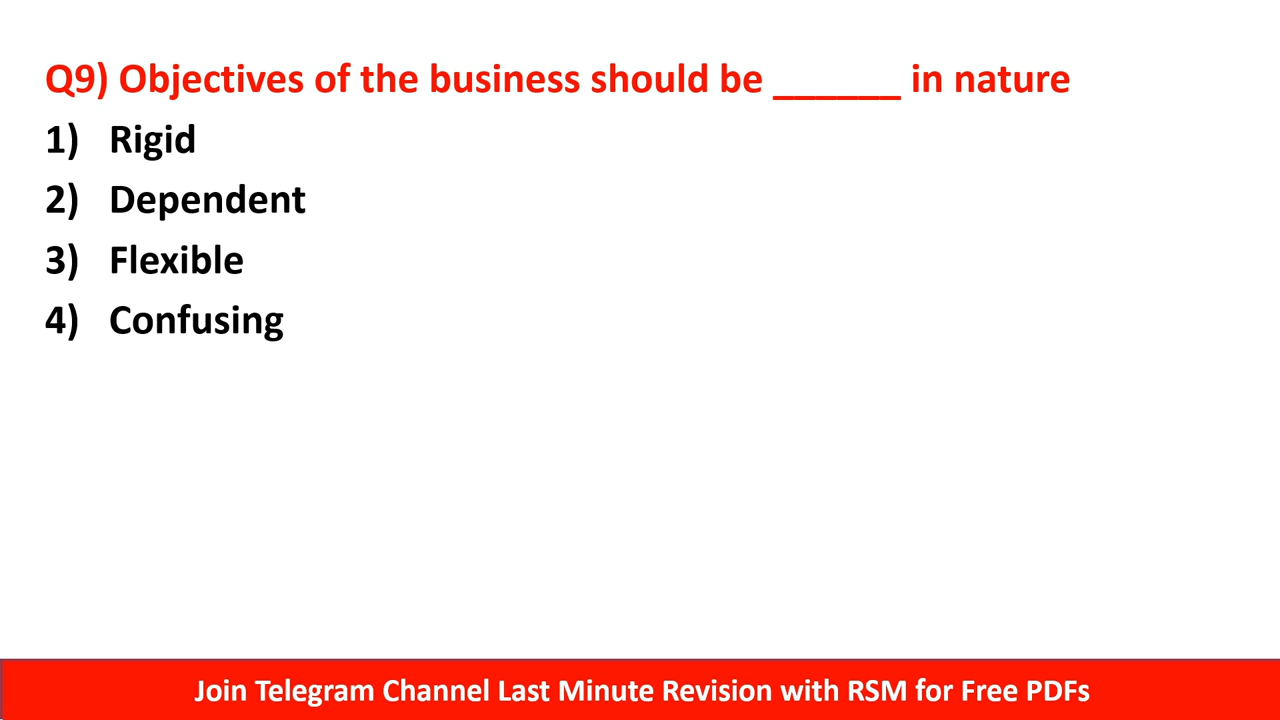 Q9) Objectives of the business should be ______ in nature
1) Rigid
2) Dependent
3) Flexible
4) Confusing
Join Telegram Channel Last Minute Revision with RSM for Free PDFs